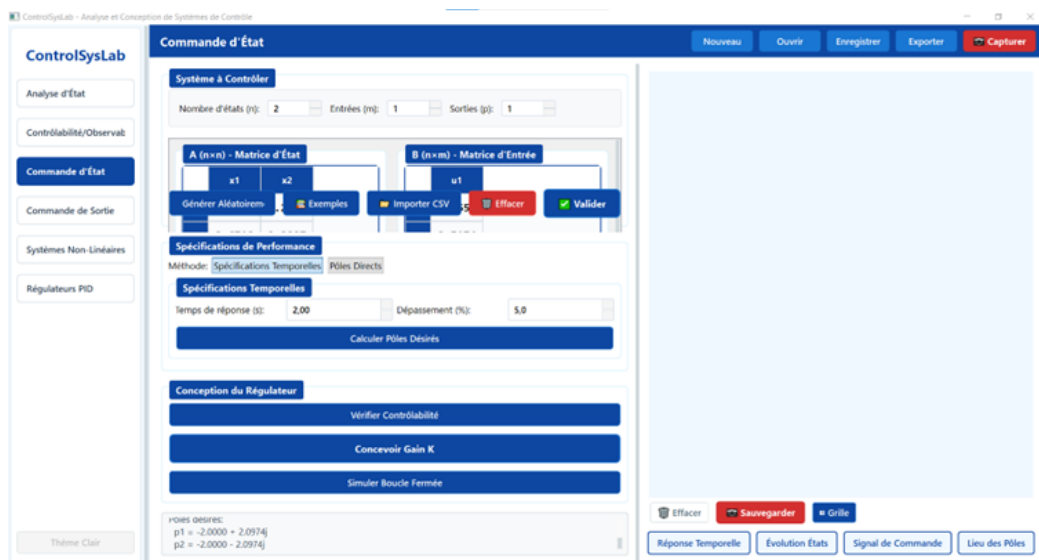 ControlSysLab - Analyse et Conception de Systèmes de Contrôle
ControlSysLab
Analyse d'État
Contrôlabilité/Observab
Commande d'État
Commande de Sortie
Systèmes Non-Linéaires
Régulateurs PID
Thème Clair
Commande d'État
Nouveau Ouvrir Enregistrer Exporter Capturer
Système à Contrôler
Nombre d'états (n): 2 Entrées (m): 1 Sorties (p): 1
A (n×n) - Matrice d'État B (n×m) - Matrice d'Entrée
x1 x2 u1
Générer Aléatoirem Exemples Importer CSV Effacer Valider
Spécifications de Performance
Méthode: Spécifications Temporelles Pôles Directs
Spécifications Temporelles
Temps de réponse (s): 2,00 Dépassement (%): 5,0
Calculer Pôles Désirés
Conception du Régulateur
Vérifier Contrôlabilité
Concevoir Gain K
Simuler Boucle Fermée
Pôles désirés:
p1 = -2.0000 + 2.0974j
p2 = -2.0000 - 2.0974j
Effacer Sauvegarder Grille
Réponse Temporelle Évolution États Signal de Commande Lieu des Pôles